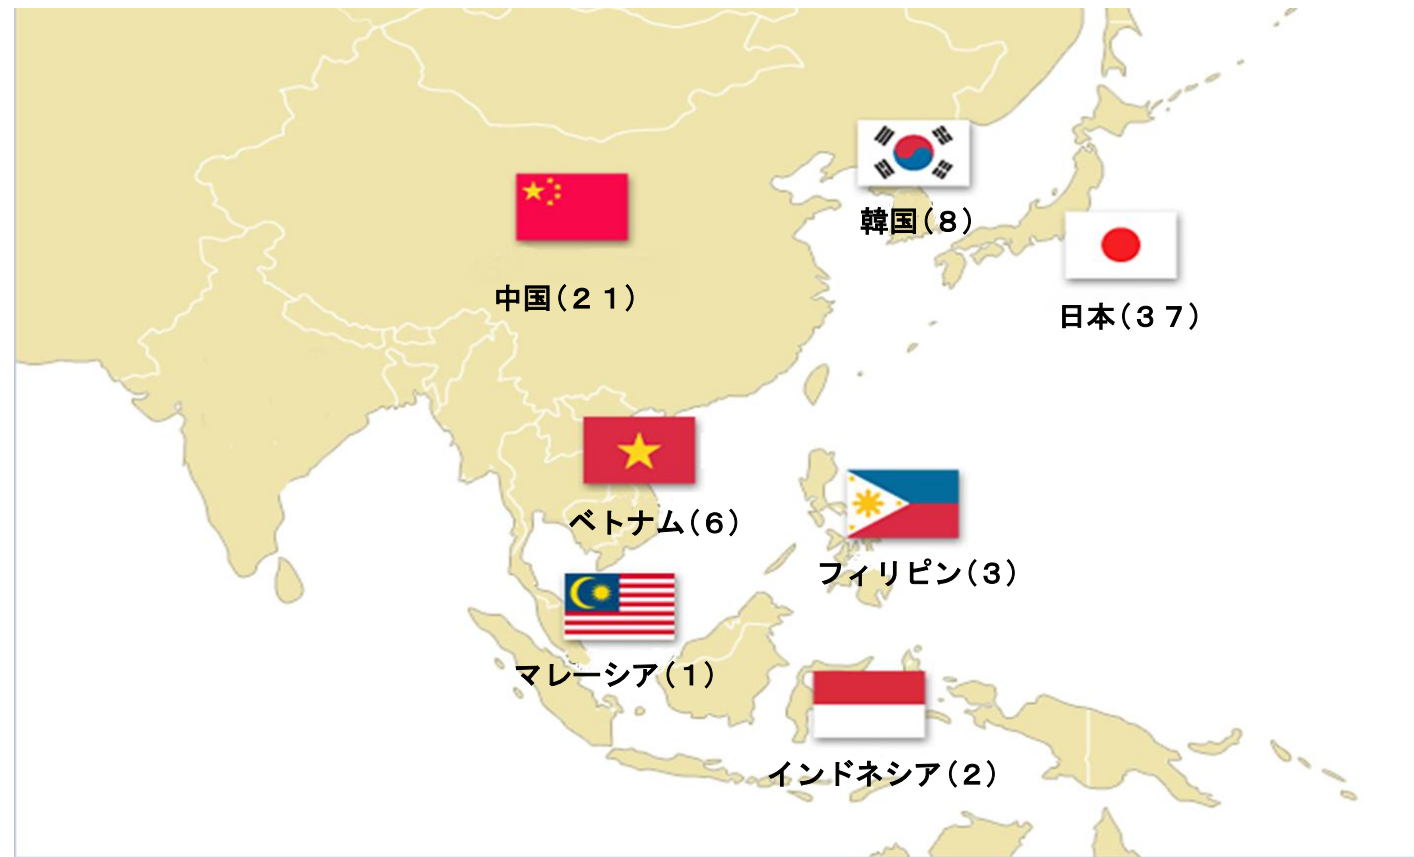 韓国(８)
中国(２１)
日本(３７)
ベトナム(６)
フィリピン(３)
マレーシア(１)
インドネシア(２)